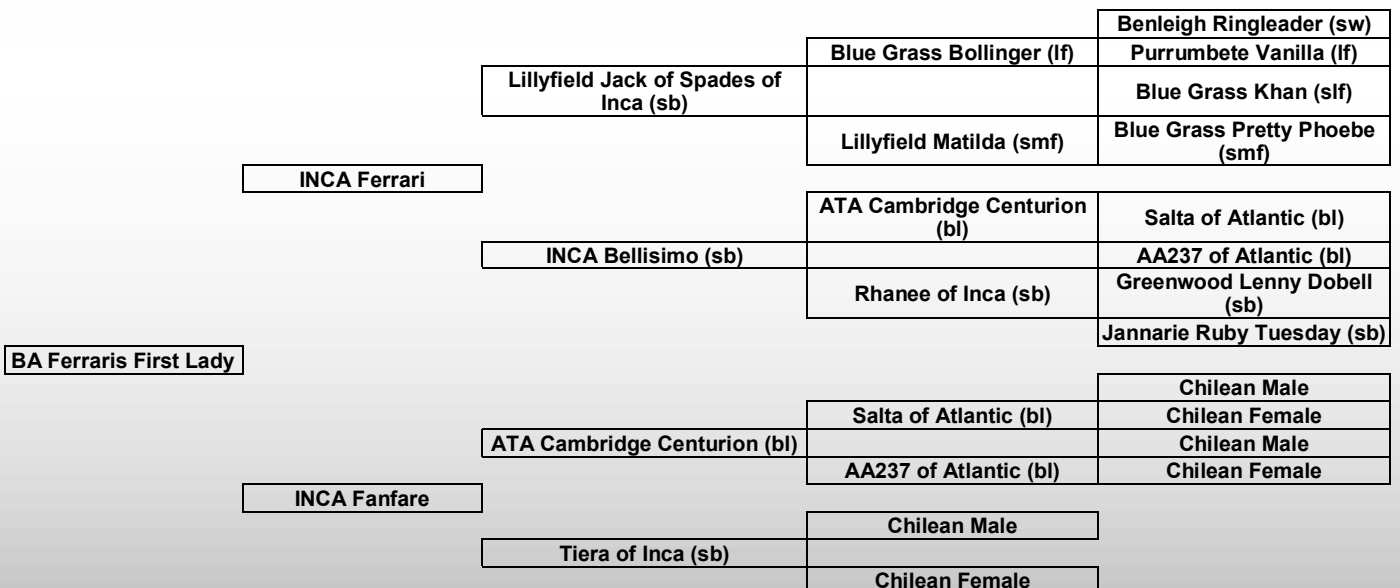 Benleigh Ringleader (sw)
Blue Grass Bollinger (lf)
Purrumbete Vanilla (lf)
Lillyfield Jack of Spades of
Inca (sb)
Blue Grass Khan (slf)
Lillyfield Matilda (smf)
Blue Grass Pretty Phoebe
(smf)
INCA Ferrari
ATA Cambridge Centurion
(bl)
Salta of Atlantic (bl)
INCA Bellisimo (sb)
AA237 of Atlantic (bl)
Rhanee of Inca (sb)
Greenwood Lenny Dobell
(sb)
Jannarie Ruby Tuesday (sb)
BA Ferraris First Lady
Chilean Male
Salta of Atlantic (bl)
Chilean Female
ATA Cambridge Centurion (bl)
Chilean Male
AA237 of Atlantic (bl)
Chilean Female
INCA Fanfare
Chilean Male
Tiera of Inca (sb)
Chilean Female